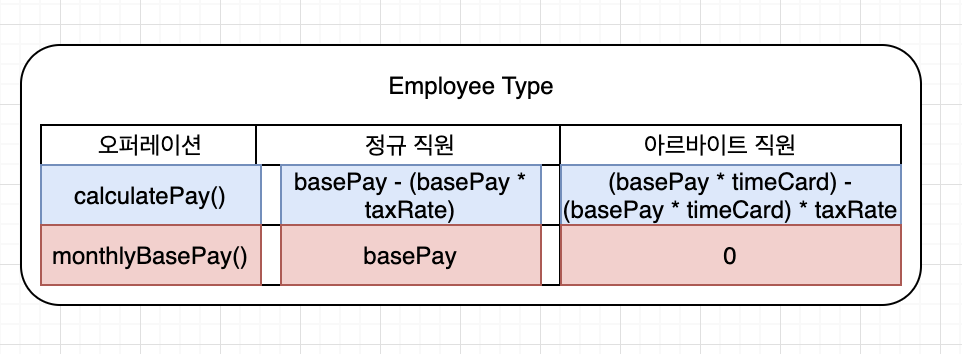 Employee Type
오퍼레이션
정규 직원
아르바이트 직원
calculatePay()
basePay - (basePay *
taxRate)
(basePay * timeCard) -
(basePay * timeCard) * taxRate
monthlyBasePay()
basePay
0